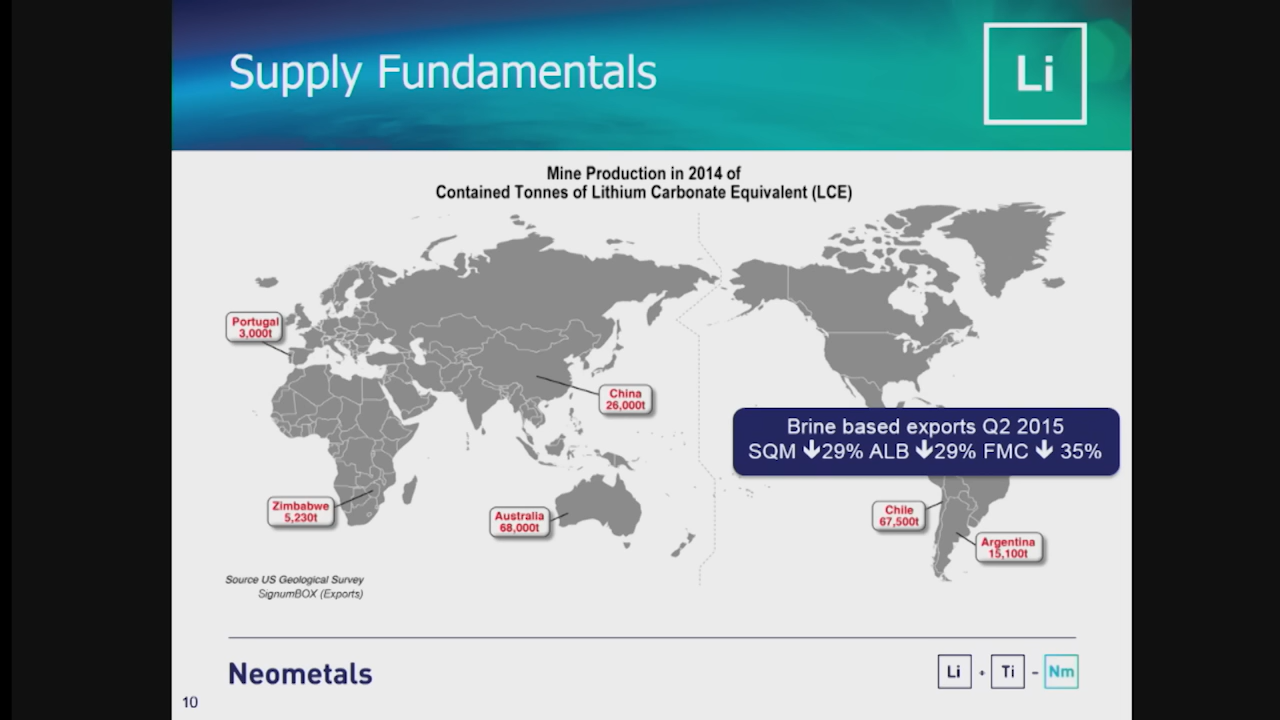 Supply Fundamentals
Li
Mine Production in 2014 of
Contained Tonnes of Lithium Carbonate Equivalent (LCE)
Portugal
3,000t
China
26,000t
Brine based exports Q2 2015
SQM 🡫29% ALB 🡫29% FMC 🡫 35%
Zimbabwe
5,230t
Australia
68,000t
Chile
67,500t
Argentina
15,100t
Source US Geological Survey
SignumBOX (Exports)
Neometals
Li + Ti - Nm
10